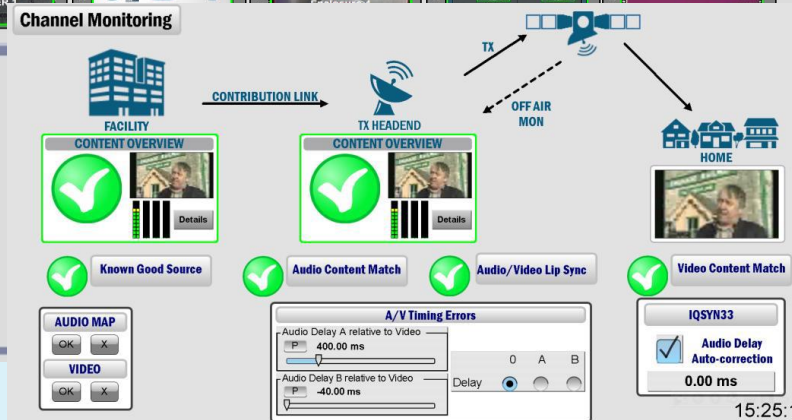 Channel Monitoring
TX
CONTRIBUTION LINK
OFF AIR
MON
FACILITY
TX HEADEND
HOME
CONTENT OVERVIEW
CONTENT OVERVIEW
Details
Details
Known Good Source
Audio Content Match
Audio/Video Lip Sync
Video Content Match
AUDIO MAP
OK X
VIDEO
OK X
A/V Timing Errors
Audio Delay A relative to Video
P 400.00 ms
Audio Delay B relative to Video
P -40.00 ms
0 A B
Delay
IQSYN33
Audio Delay
Auto-correction
0.00 ms